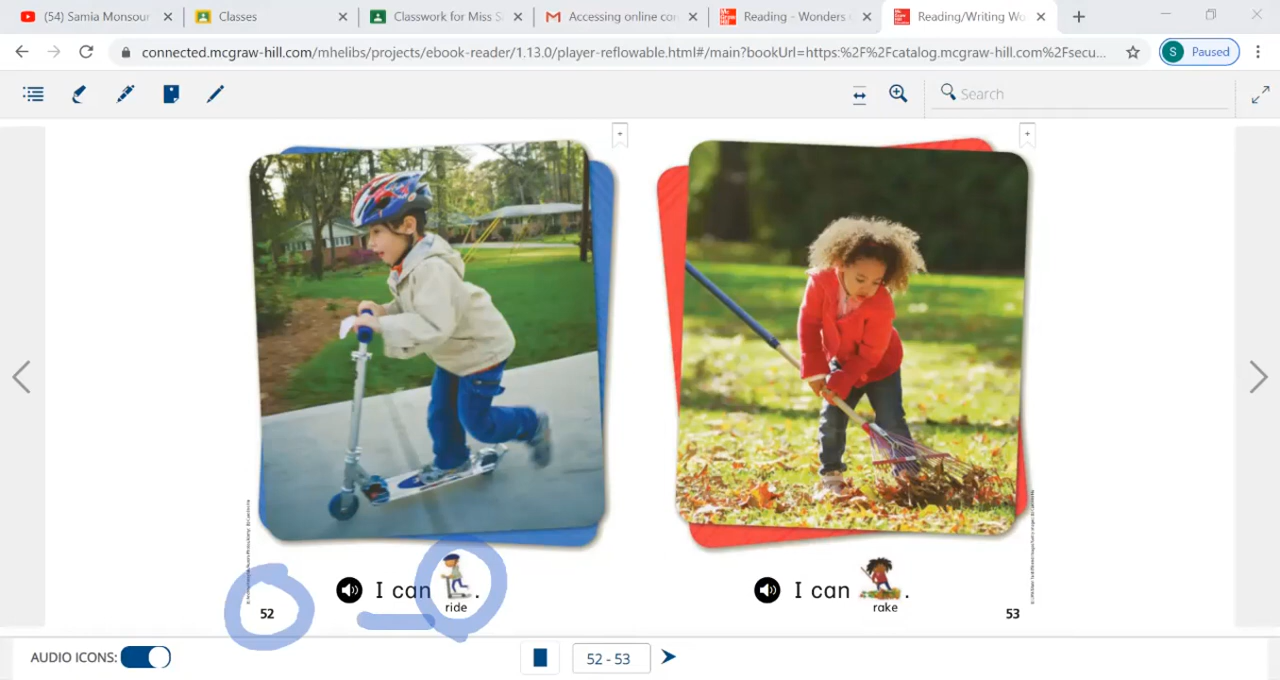 (54) Samia Monsour
Classes
Classwork for Miss S
Accessing online cor
Reading - Wonders
Reading/Writing Wo
connected.mcgraw-hill.com/mhelibs/projects/ebook-reader/1.13.0/player-reflowable.html#/main?bookUrl=https:%2F%2Fcatalog.mcgraw-hill.com%2Fsecu...
S Paused
Search
I can .
ride
52
I can .
rake
53
AUDIO ICONS:
52 - 53